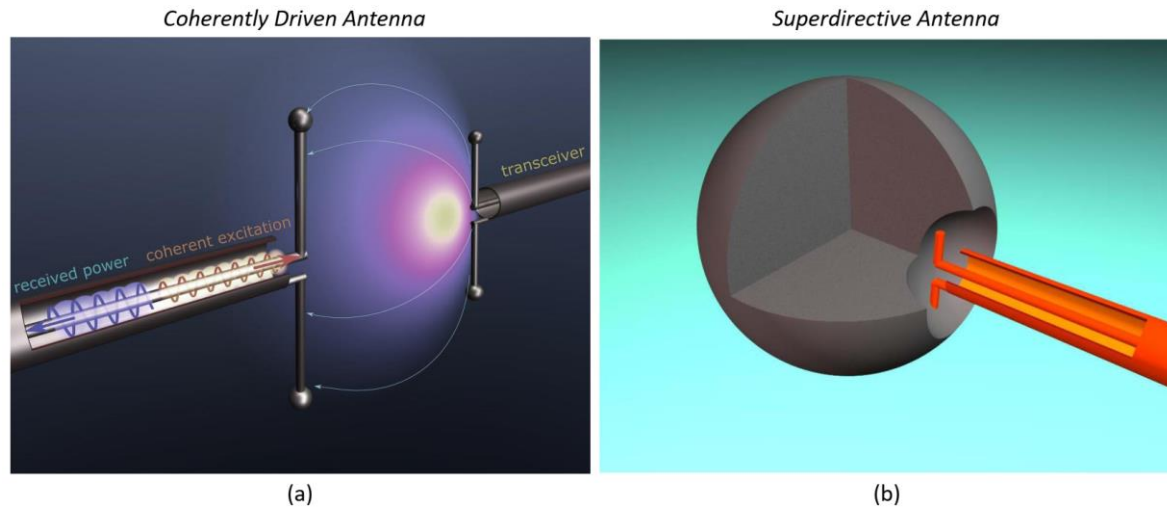 Coherently Driven Antenna
Superdirective Antenna
transceiver
coherent excitation
received power
(a)
(b)